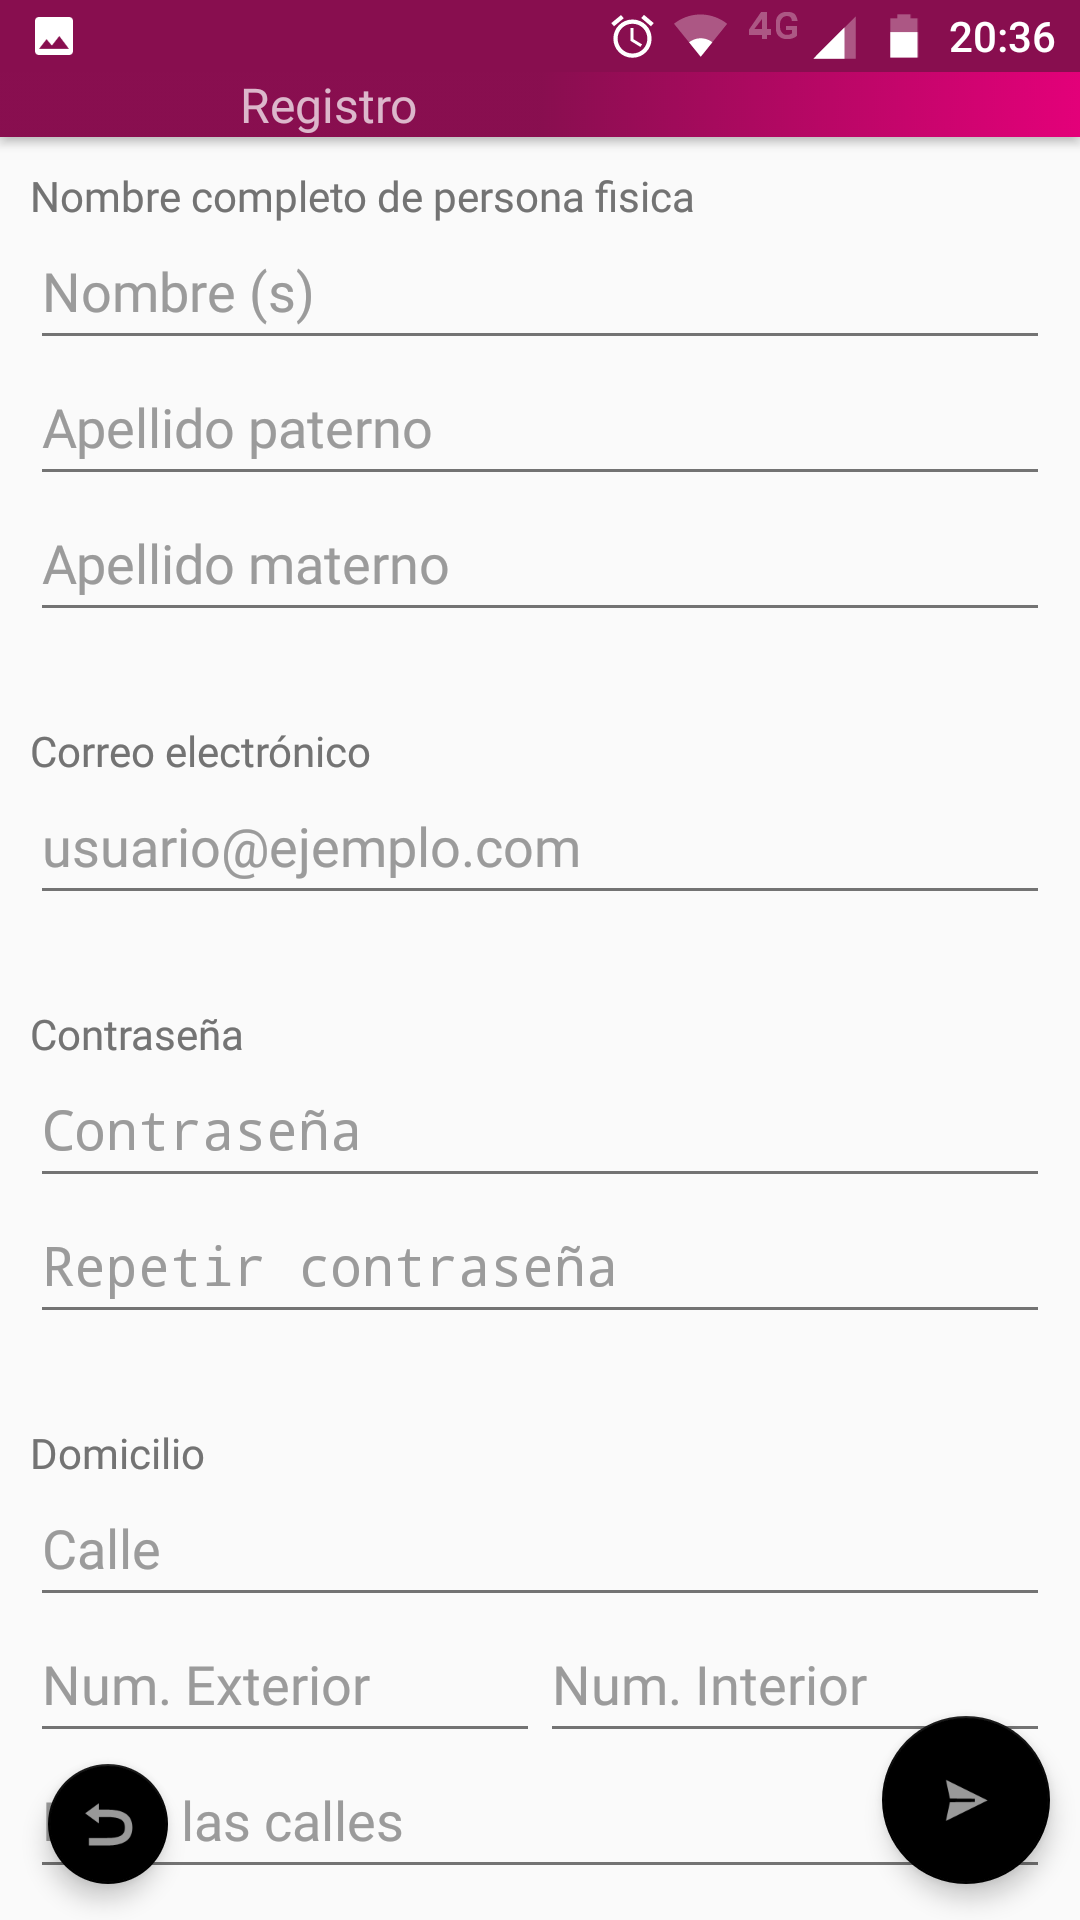 4G 20:36
Registro
Nombre completo de persona fisica
Nombre (s)
Apellido paterno
Apellido materno
Correo electrónico
usuario@ejemplo.com
Contraseña
Contraseña
Repetir contraseña
Domicilio
Calle
Num. Exterior Num. Interior
las calles